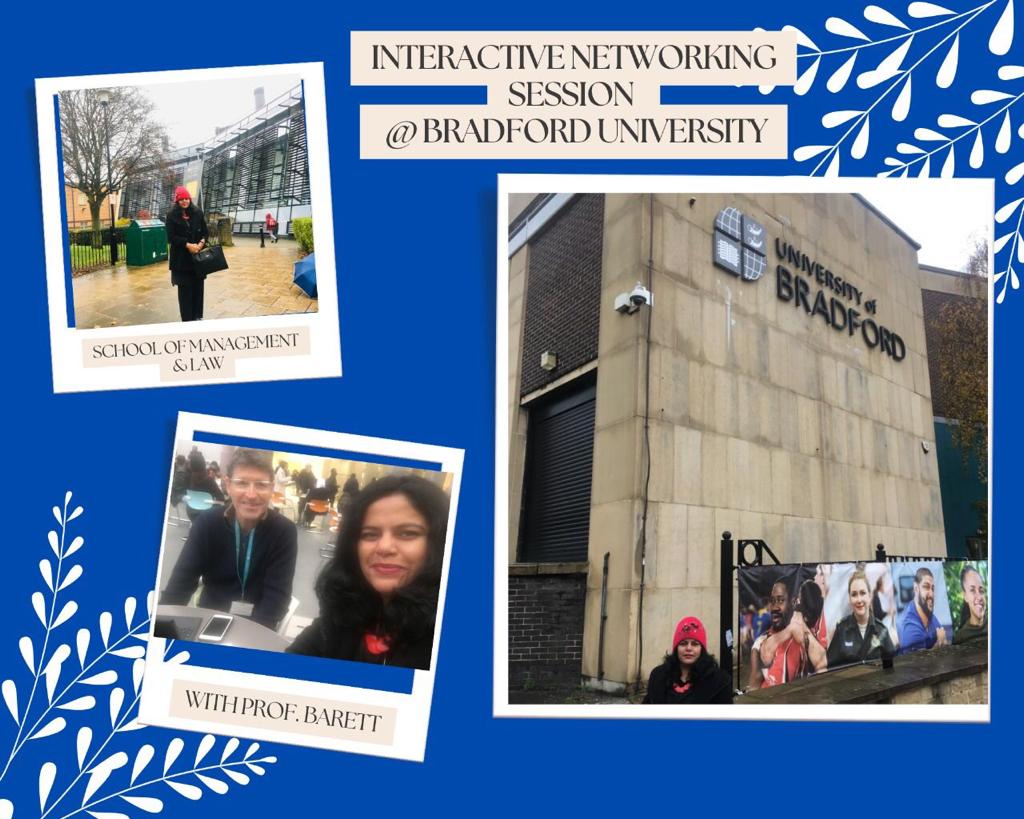 INTERACTIVE NETWORKING
SESSION
@ BRADFORD UNIVERSITY
SCHOOL OF MANAGEMENT
& LAW
UNIVERSITY of
BRADFORD
WITH PROF. BARETT